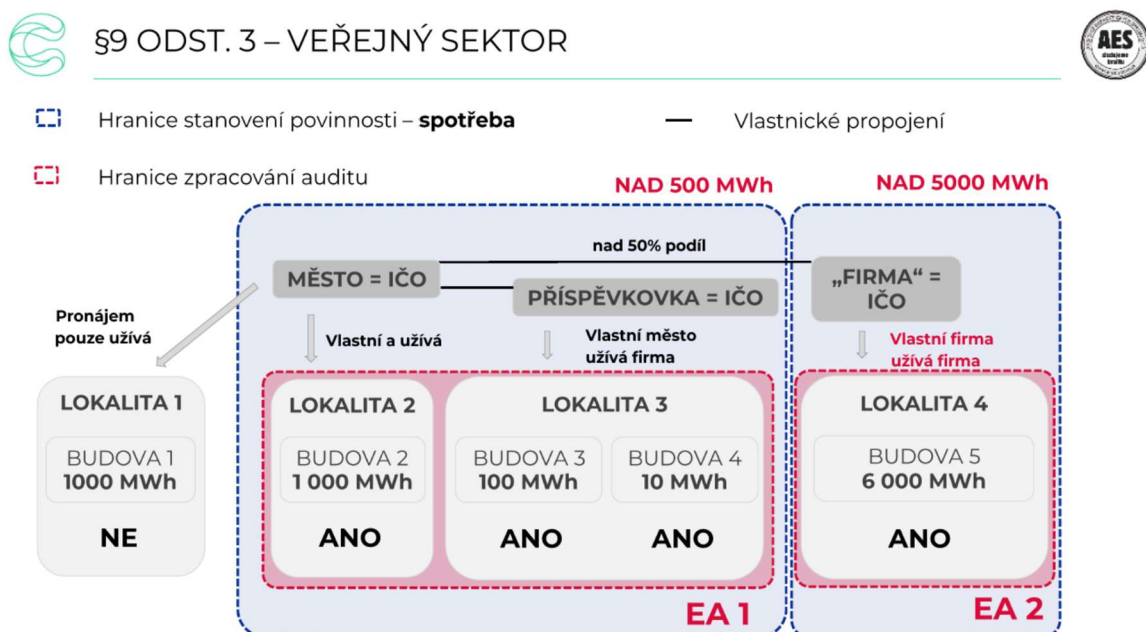 §9 ODST. 3 – VEŘEJNÝ SEKTOR
AES
Hranice stanovení povinnosti – spotřeba
Vlastnické propojení
Hranice zpracování auditu
NAD 500 MWh
NAD 5000 MWh
nad 50% podíl
MĚSTO = IČO
PŘÍSPĚVKOVKA = IČO
„FIRMA“ =
IČO
Pronájem
pouze užívá
Vlastní a užívá
Vlastní město
užívá firma
Vlastní firma
užívá firma
LOKALITA 1
BUDOVA 1
1000 MWh
NE
LOKALITA 2
BUDOVA 2
1 000 MWh
ANO
LOKALITA 3
BUDOVA 3
100 MWh
ANO
BUDOVA 4
10 MWh
ANO
LOKALITA 4
BUDOVA 5
6 000 MWh
ANO
EA 1
EA 2